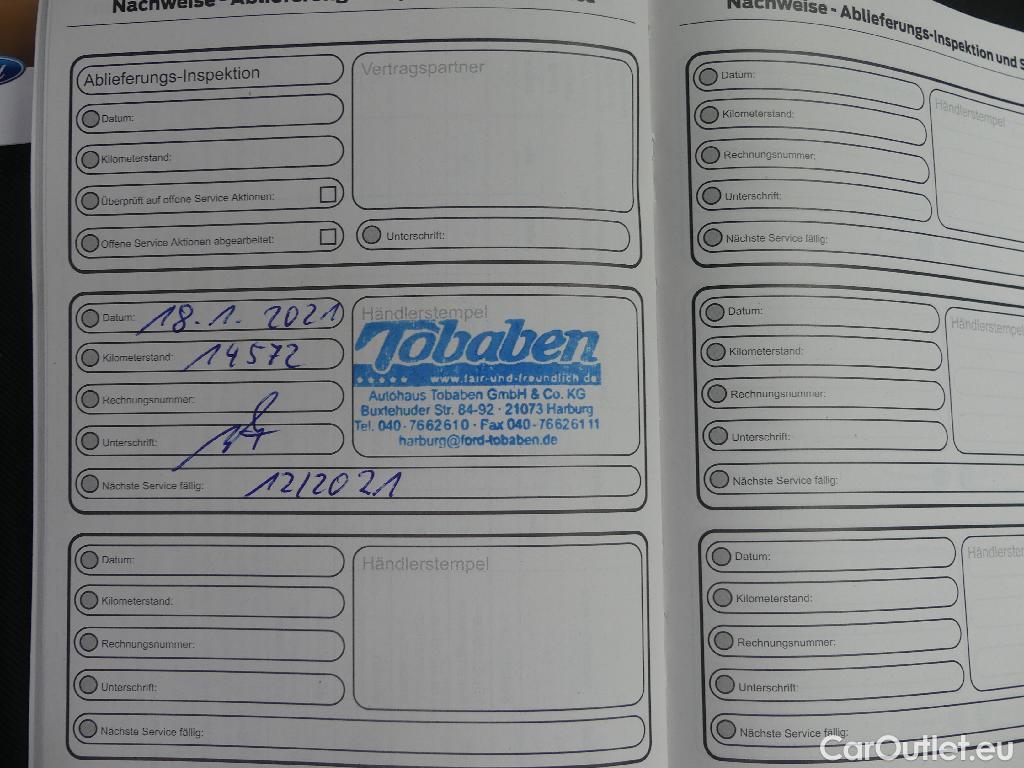 Nachweise - Ablieferung
Ablieferungs-Inspektion
Datum:
Kilometerstand:
Überprüft auf offene Service Aktionen:
Offene Service Aktionen abgearbeitet:
Vertragspartner
Unterschrift:
Datum: 18.1. 2021
Kilometerstand: 14572
Rechnungsnummer:
Unterschrift:
Nächste Service fällig: 12/2021
Händlerstempel
Tobaben
www.fair-und-freundlich.de
Autohaus Tobaben GmbH & Co. KG
Buxtehuder Str. 84-92 · 21073 Harburg
Tel. 040-7662610 · Fax 040-76626111
harburg@ford-tobaben.de
Datum:
Kilometerstand:
Rechnungsnummer:
Unterschrift:
Nächste Service fällig:
Händlerstempel
Nachweise - Ablieferungs-Inspektion und S
Datum:
Kilometerstand:
Rechnungsnummer:
Unterschrift:
Nächste Service fällig:
Händlerstempel
Datum:
Kilometerstand:
Rechnungsnummer:
Unterschrift:
Nächste Service fällig:
Händlerstempel
Datum:
Kilometerstand:
Rechnungsnummer:
Unterschrift:
Nächste Service fällig:
Händlerstem
CarOutlet.eu